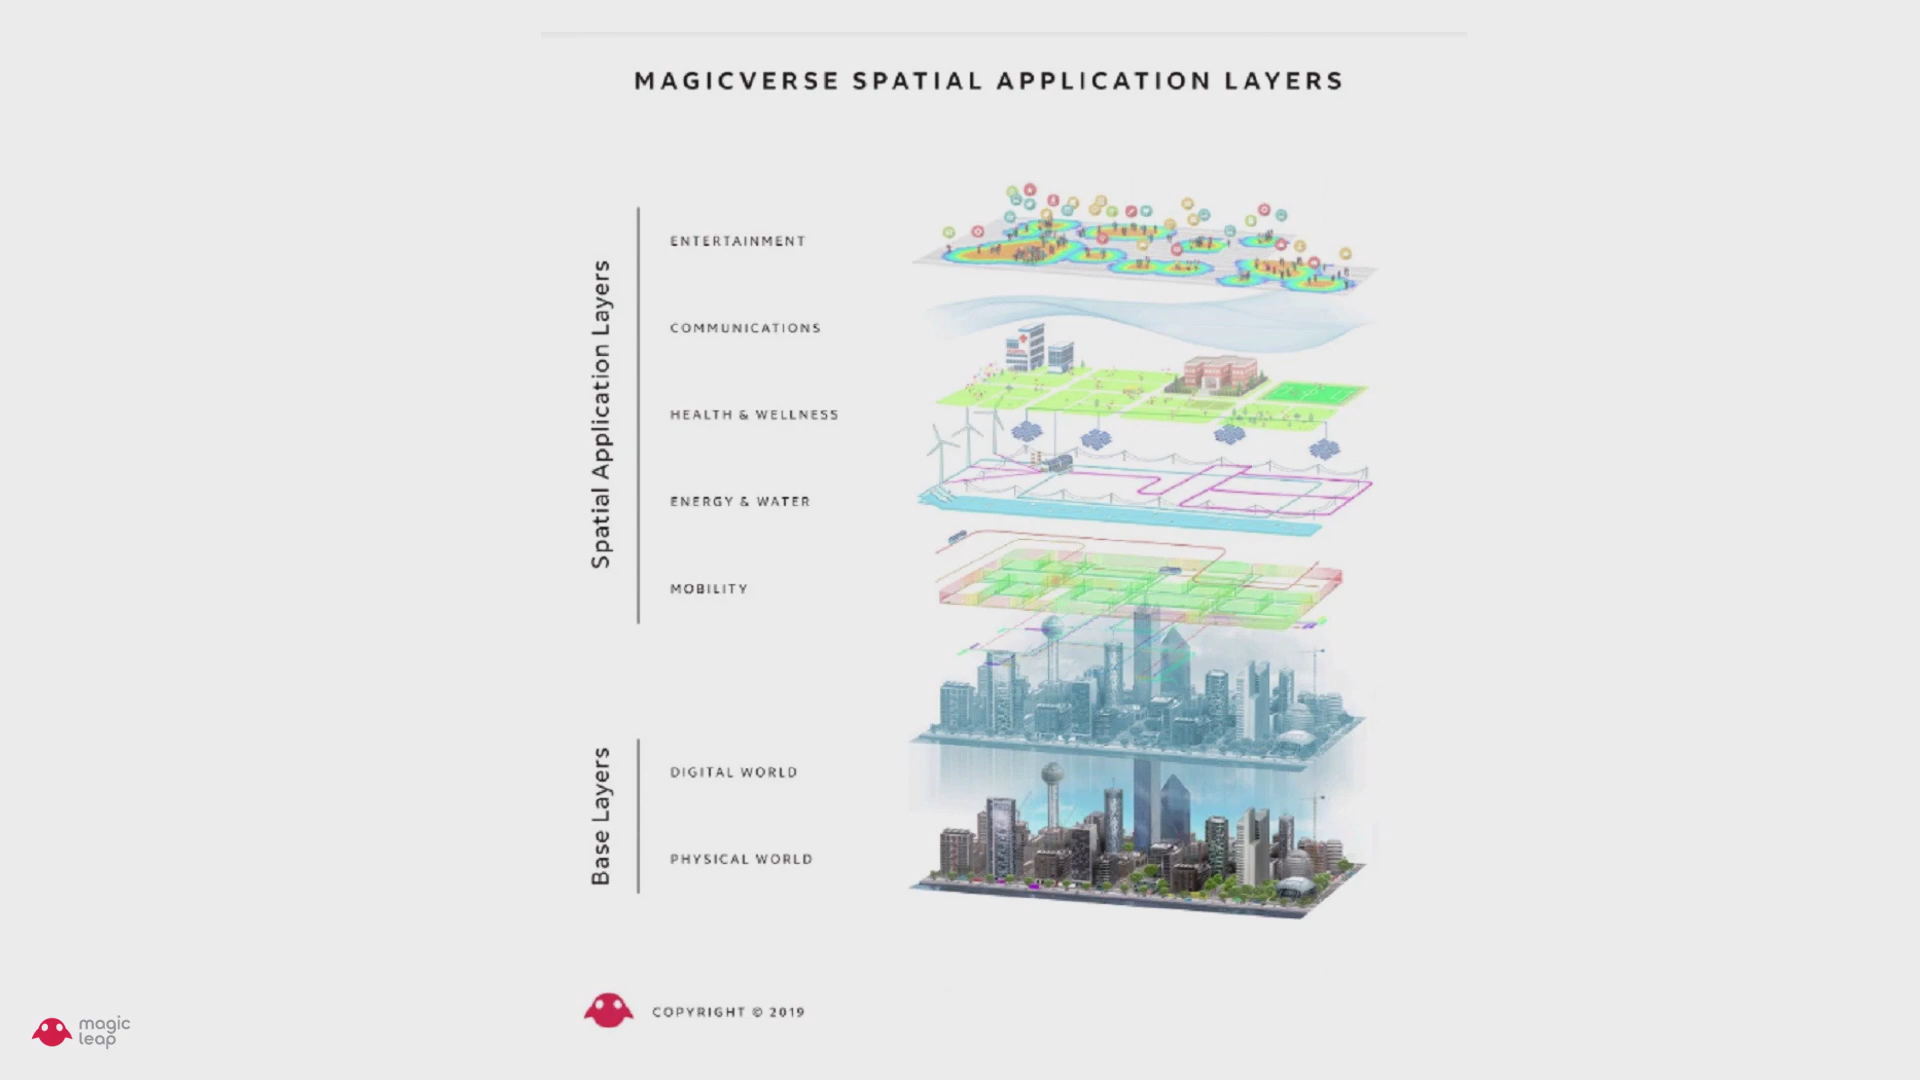 MAGICVERSE SPATIAL APPLICATION LAYERS
Spatial Application Layers
ENTERTAINMENT
COMMUNICATIONS
HEALTH & WELLNESS
ENERGY & WATER
MOBILITY
Base Layers
DIGITAL WORLD
PHYSICAL WORLD
COPYRIGHT © 2019
magic
leap